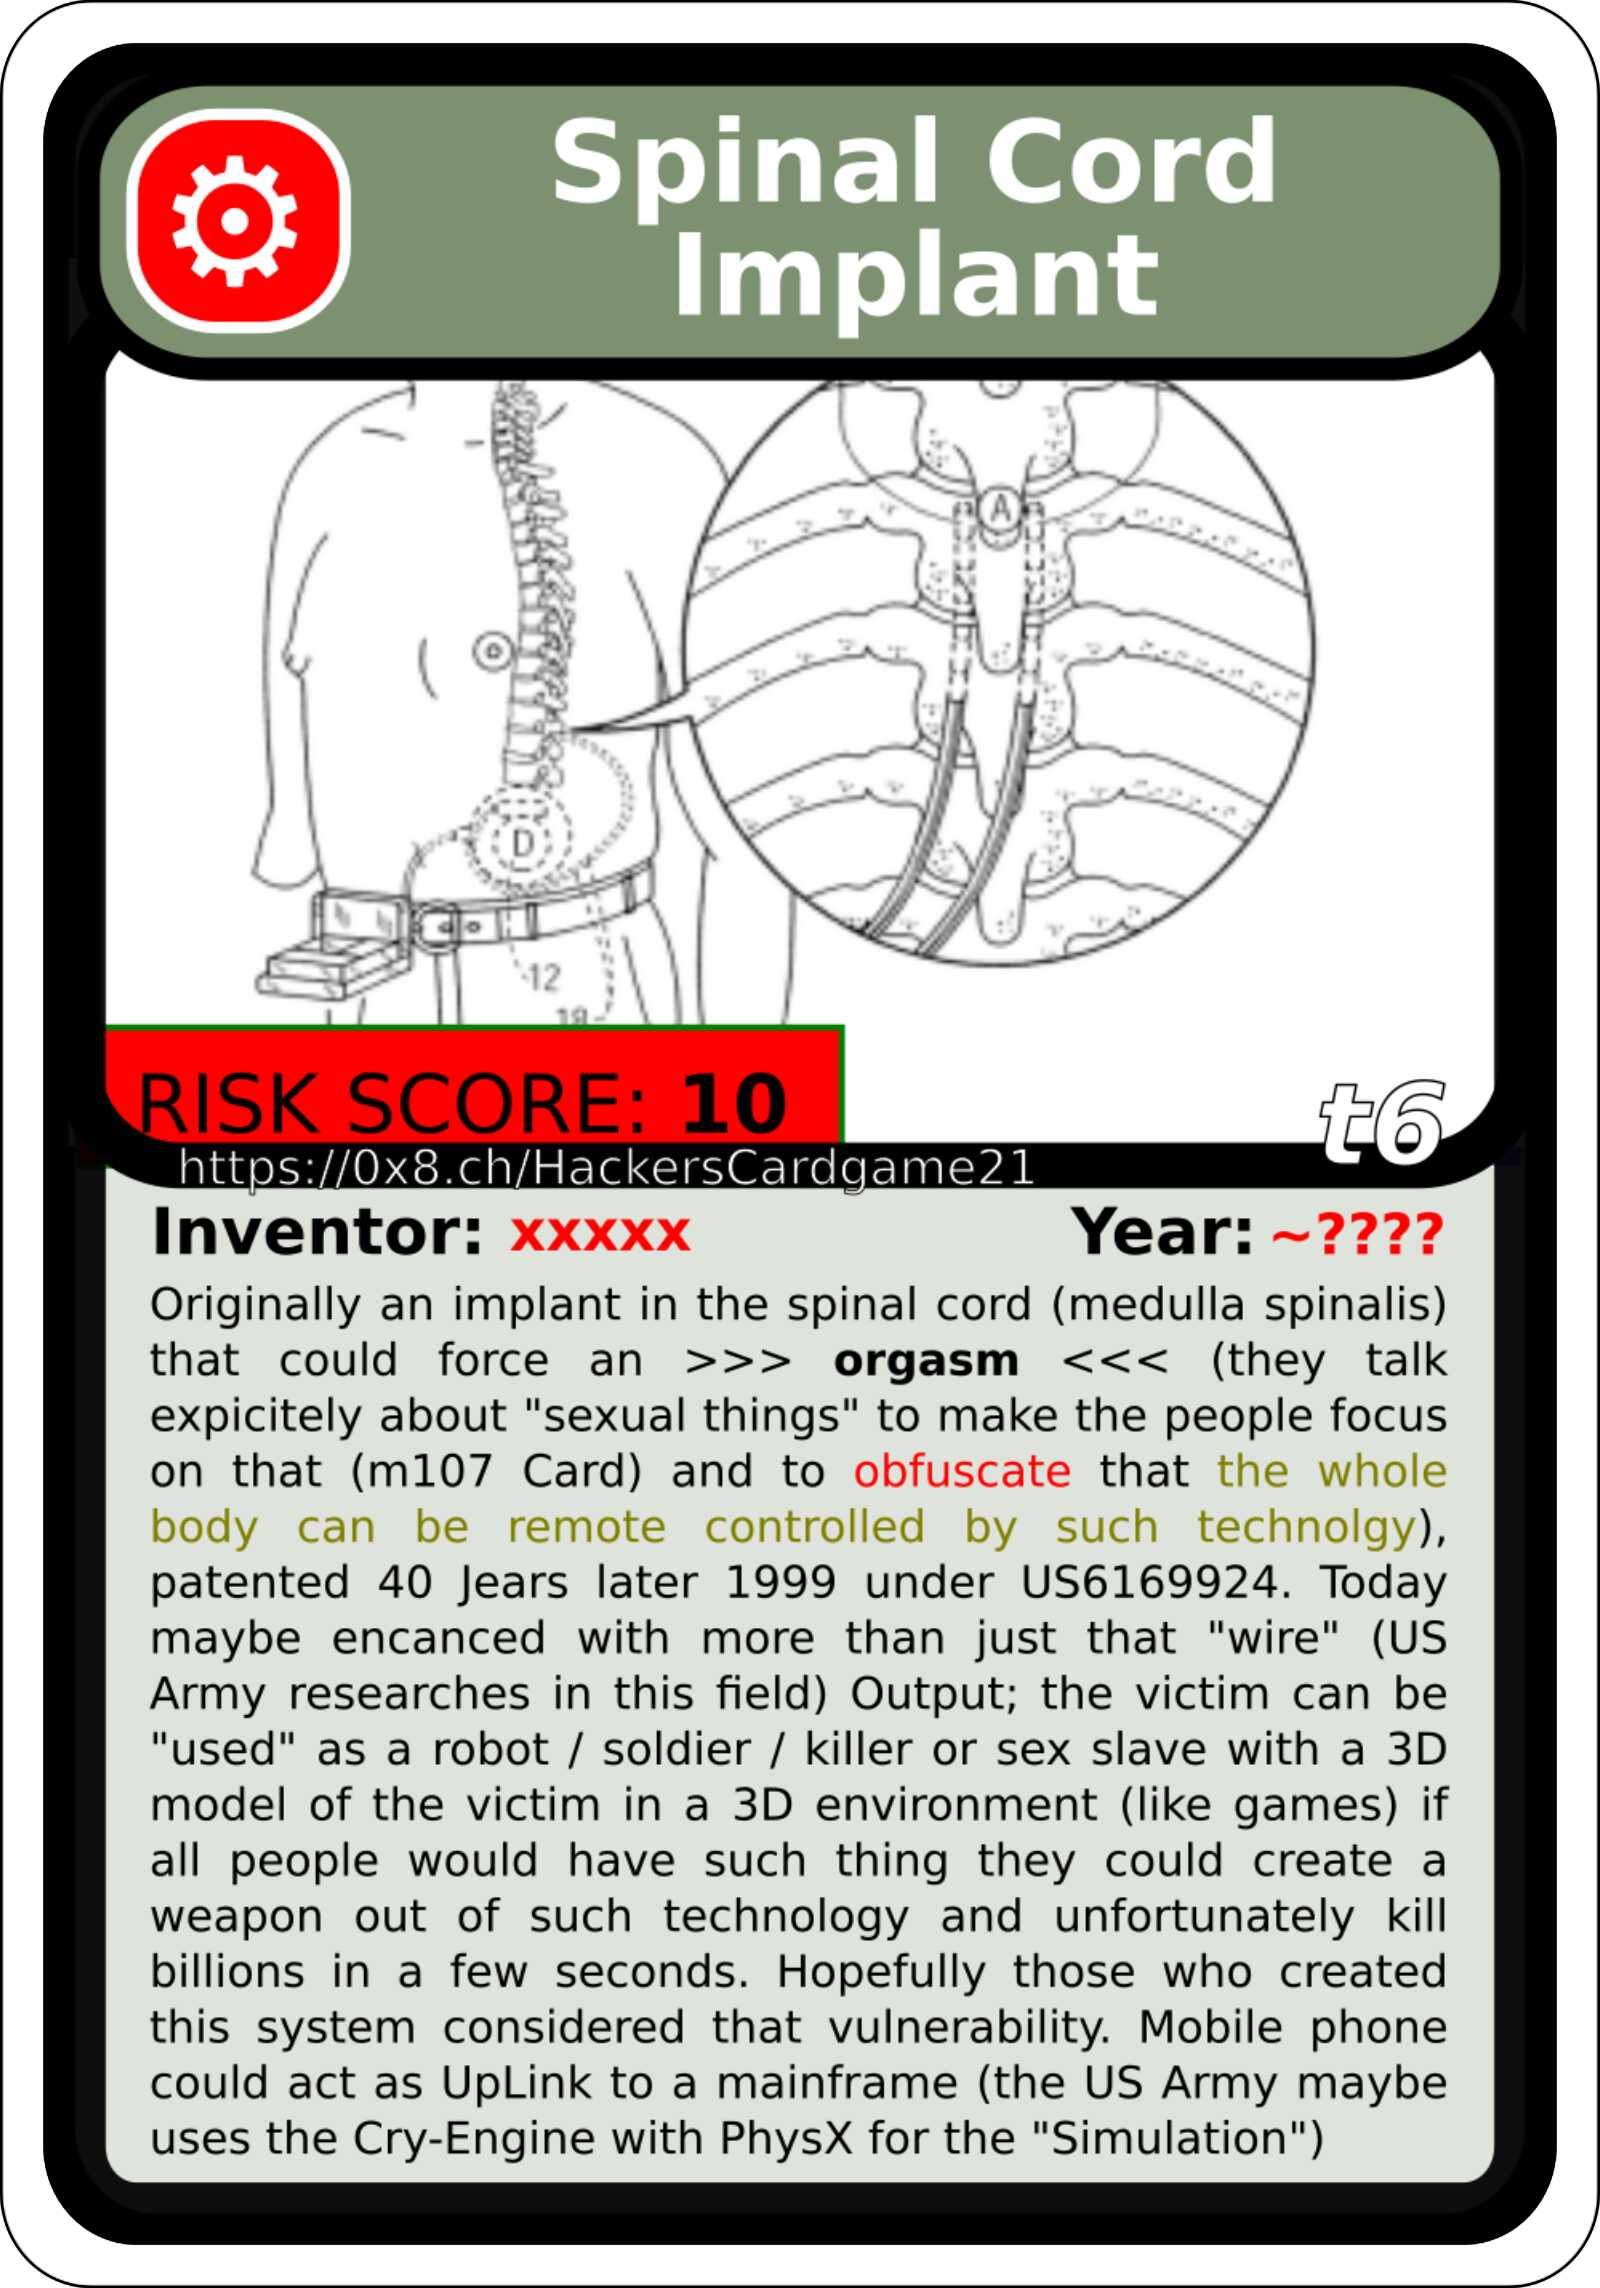 Spinal Cord
Implant
A
D
12
18
RISK SCORE: 10
t6
https://0x8.ch/HackersCardgame21
Inventor: xxxxx Year: ~????
Originally an implant in the spinal cord (medulla spinalis)
that could force an >>> orgasm <<< (they talk
expicitely about "sexual things" to make the people focus
on that (m107 Card) and to obfuscate that the whole
body can be remote controlled by such technolgy),
patented 40 Jears later 1999 under US6169924. Today
maybe encanced with more than just that "wire" (US
Army researches in this field) Output; the victim can be
"used" as a robot / soldier / killer or sex slave with a 3D
model of the victim in a 3D environment (like games) if
all people would have such thing they could create a
weapon out of such technology and unfortunately kill
billions in a few seconds. Hopefully those who created
this system considered that vulnerability. Mobile phone
could act as UpLink to a mainframe (the US Army maybe
uses the Cry-Engine with PhysX for the "Simulation")